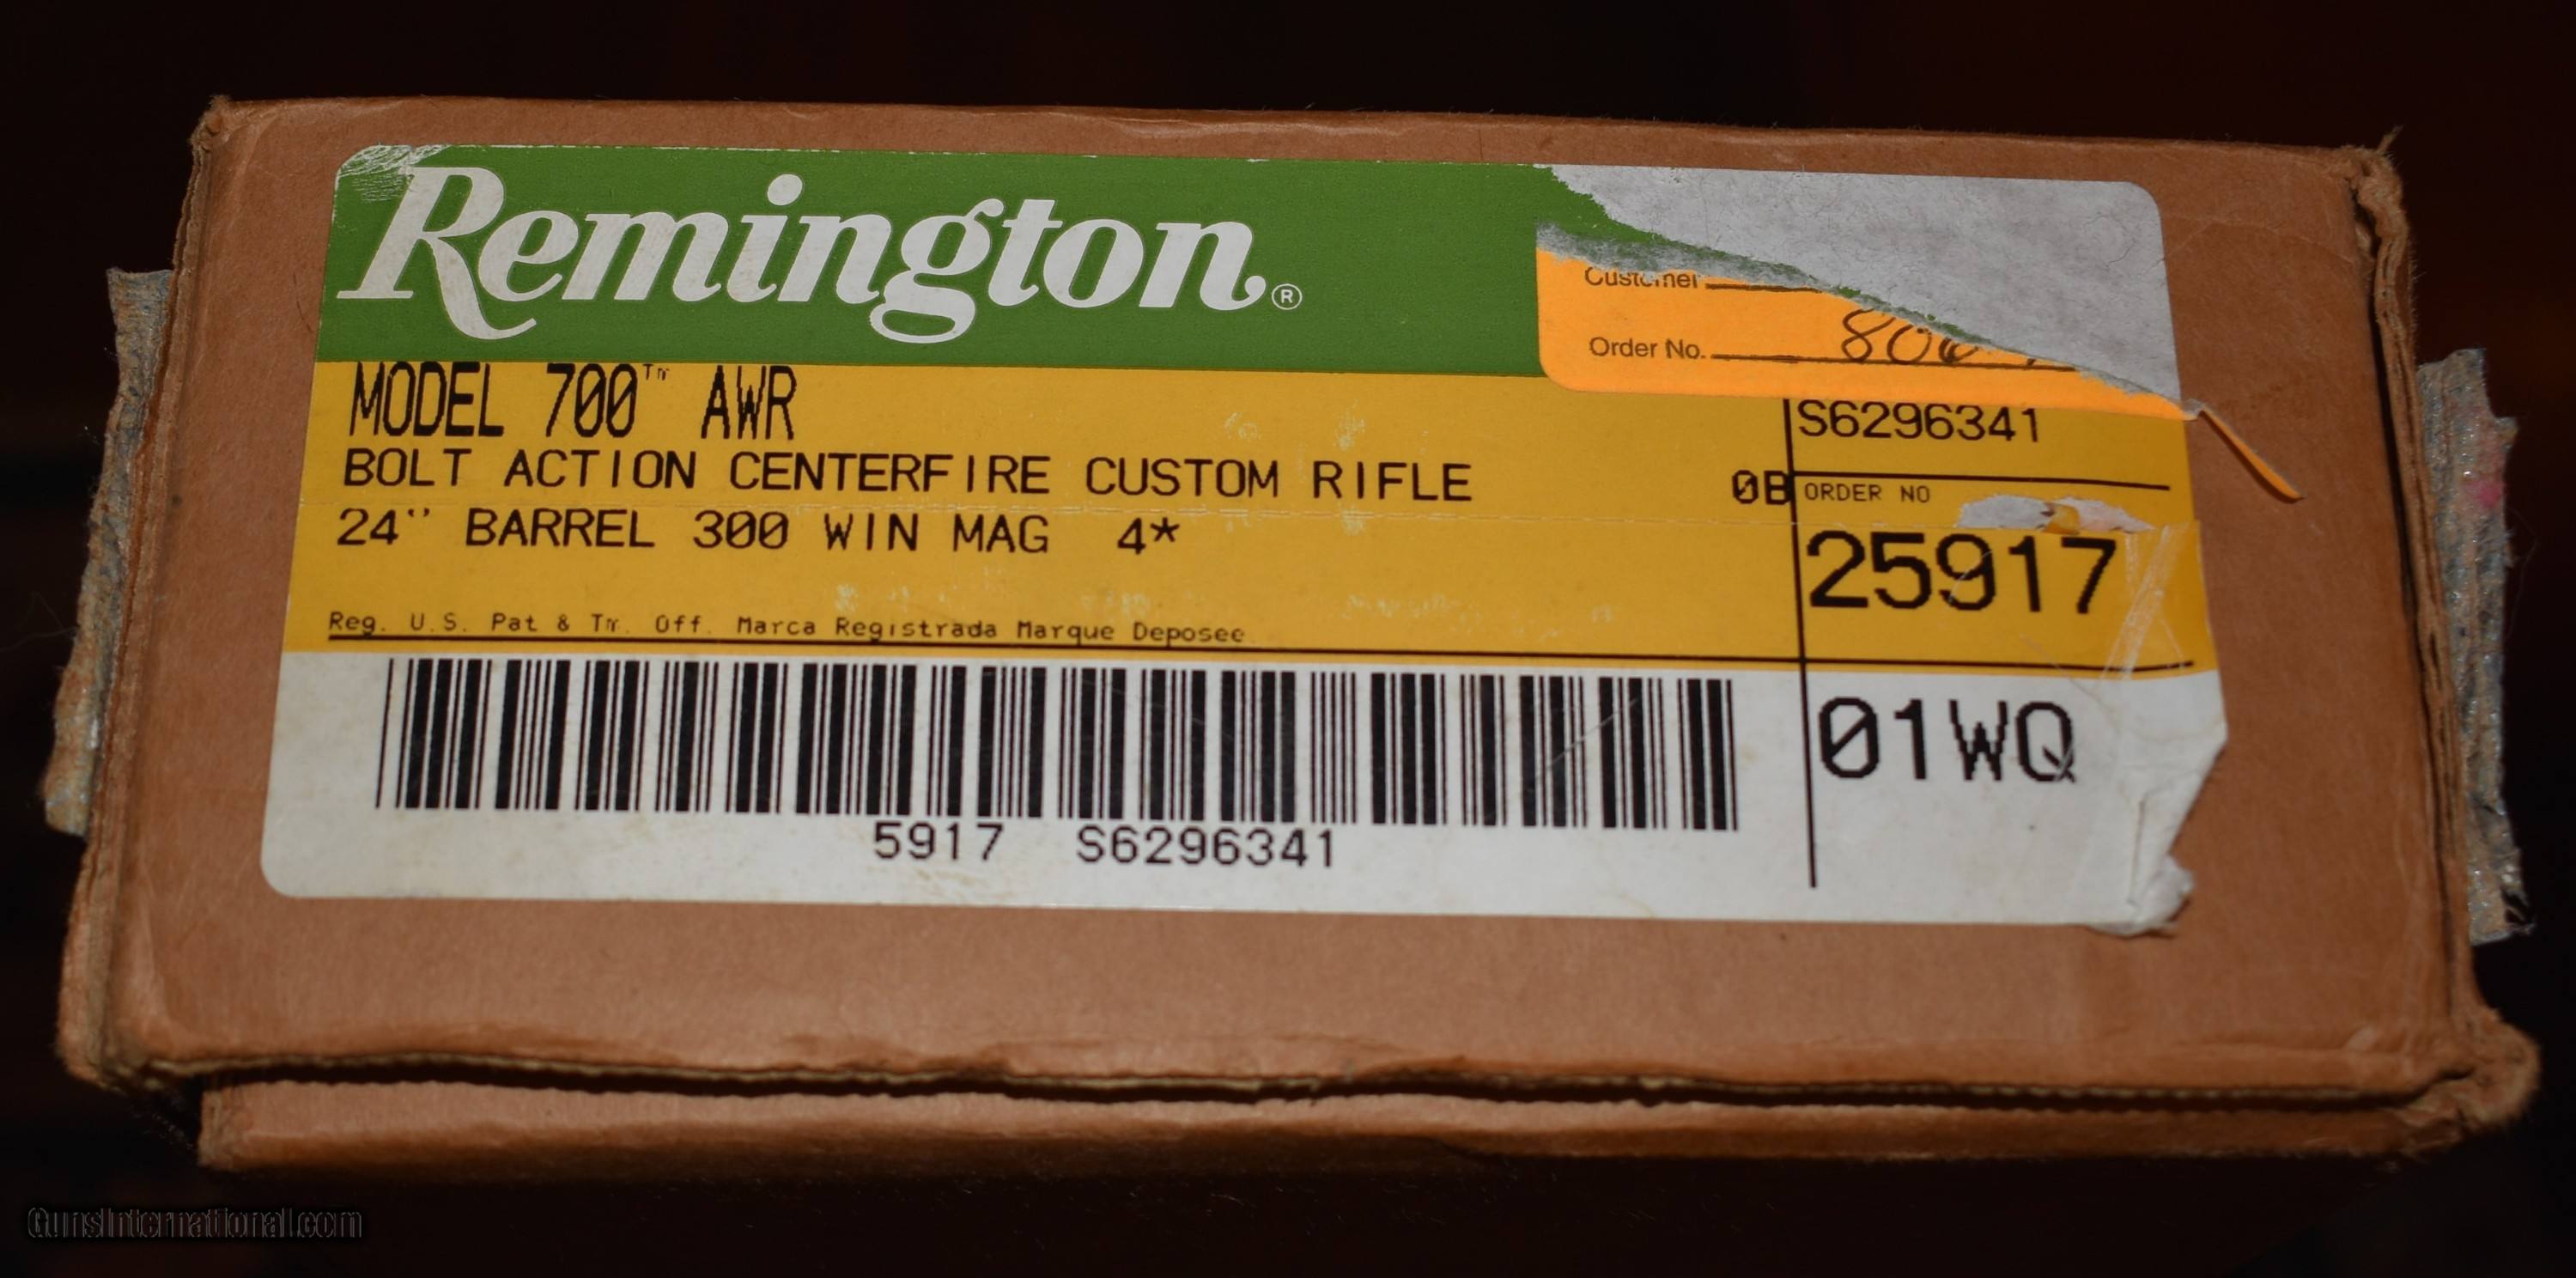 Remington®
Customer
Order No.
MODEL 700™ AWR
S6296341
BOLT ACTION CENTERFIRE CUSTOM RIFLE
0B ORDER NO
24" BARREL 300 WIN MAG 4*
25917
Reg. U.S. Pat & Tm. Off. Marca Registrada Marque Deposee
01WQ
5917 S6296341
GunsInternational.com